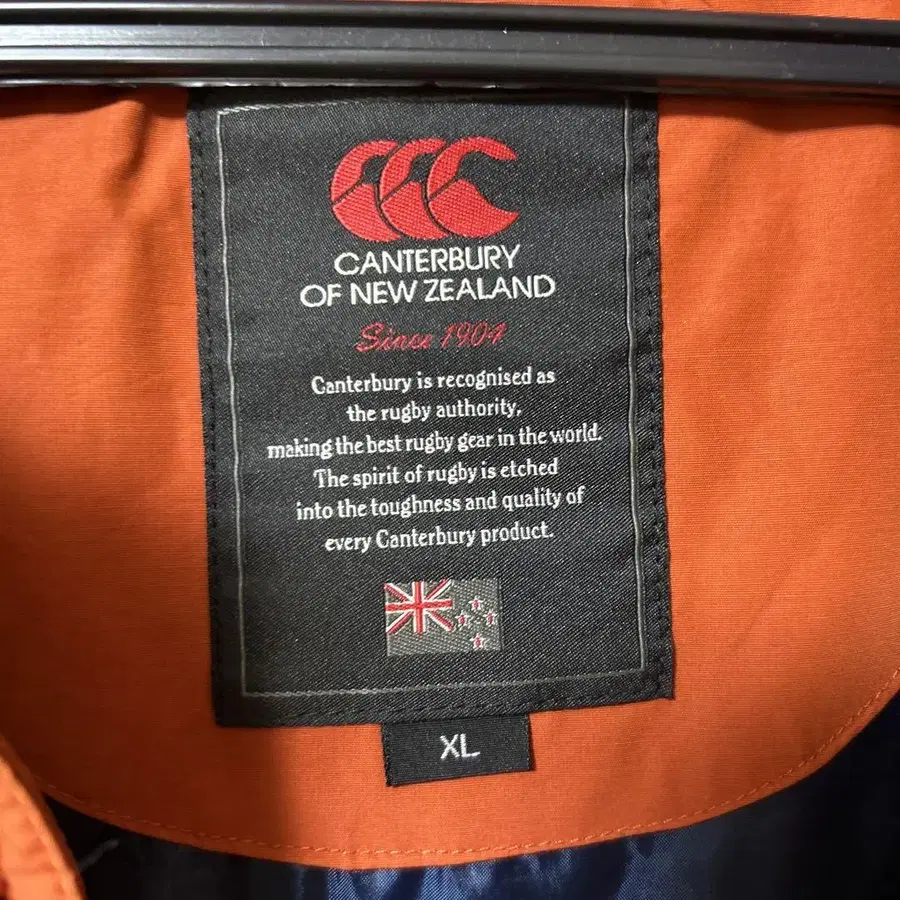 CANTERBURY
OF NEW ZEALAND
Since 1904
Canterbury is recognised as
the rugby authority,
making the best rugby gear in the world.
The spirit of rugby is etched
into the toughness and quality of
every Canterbury product.
XL